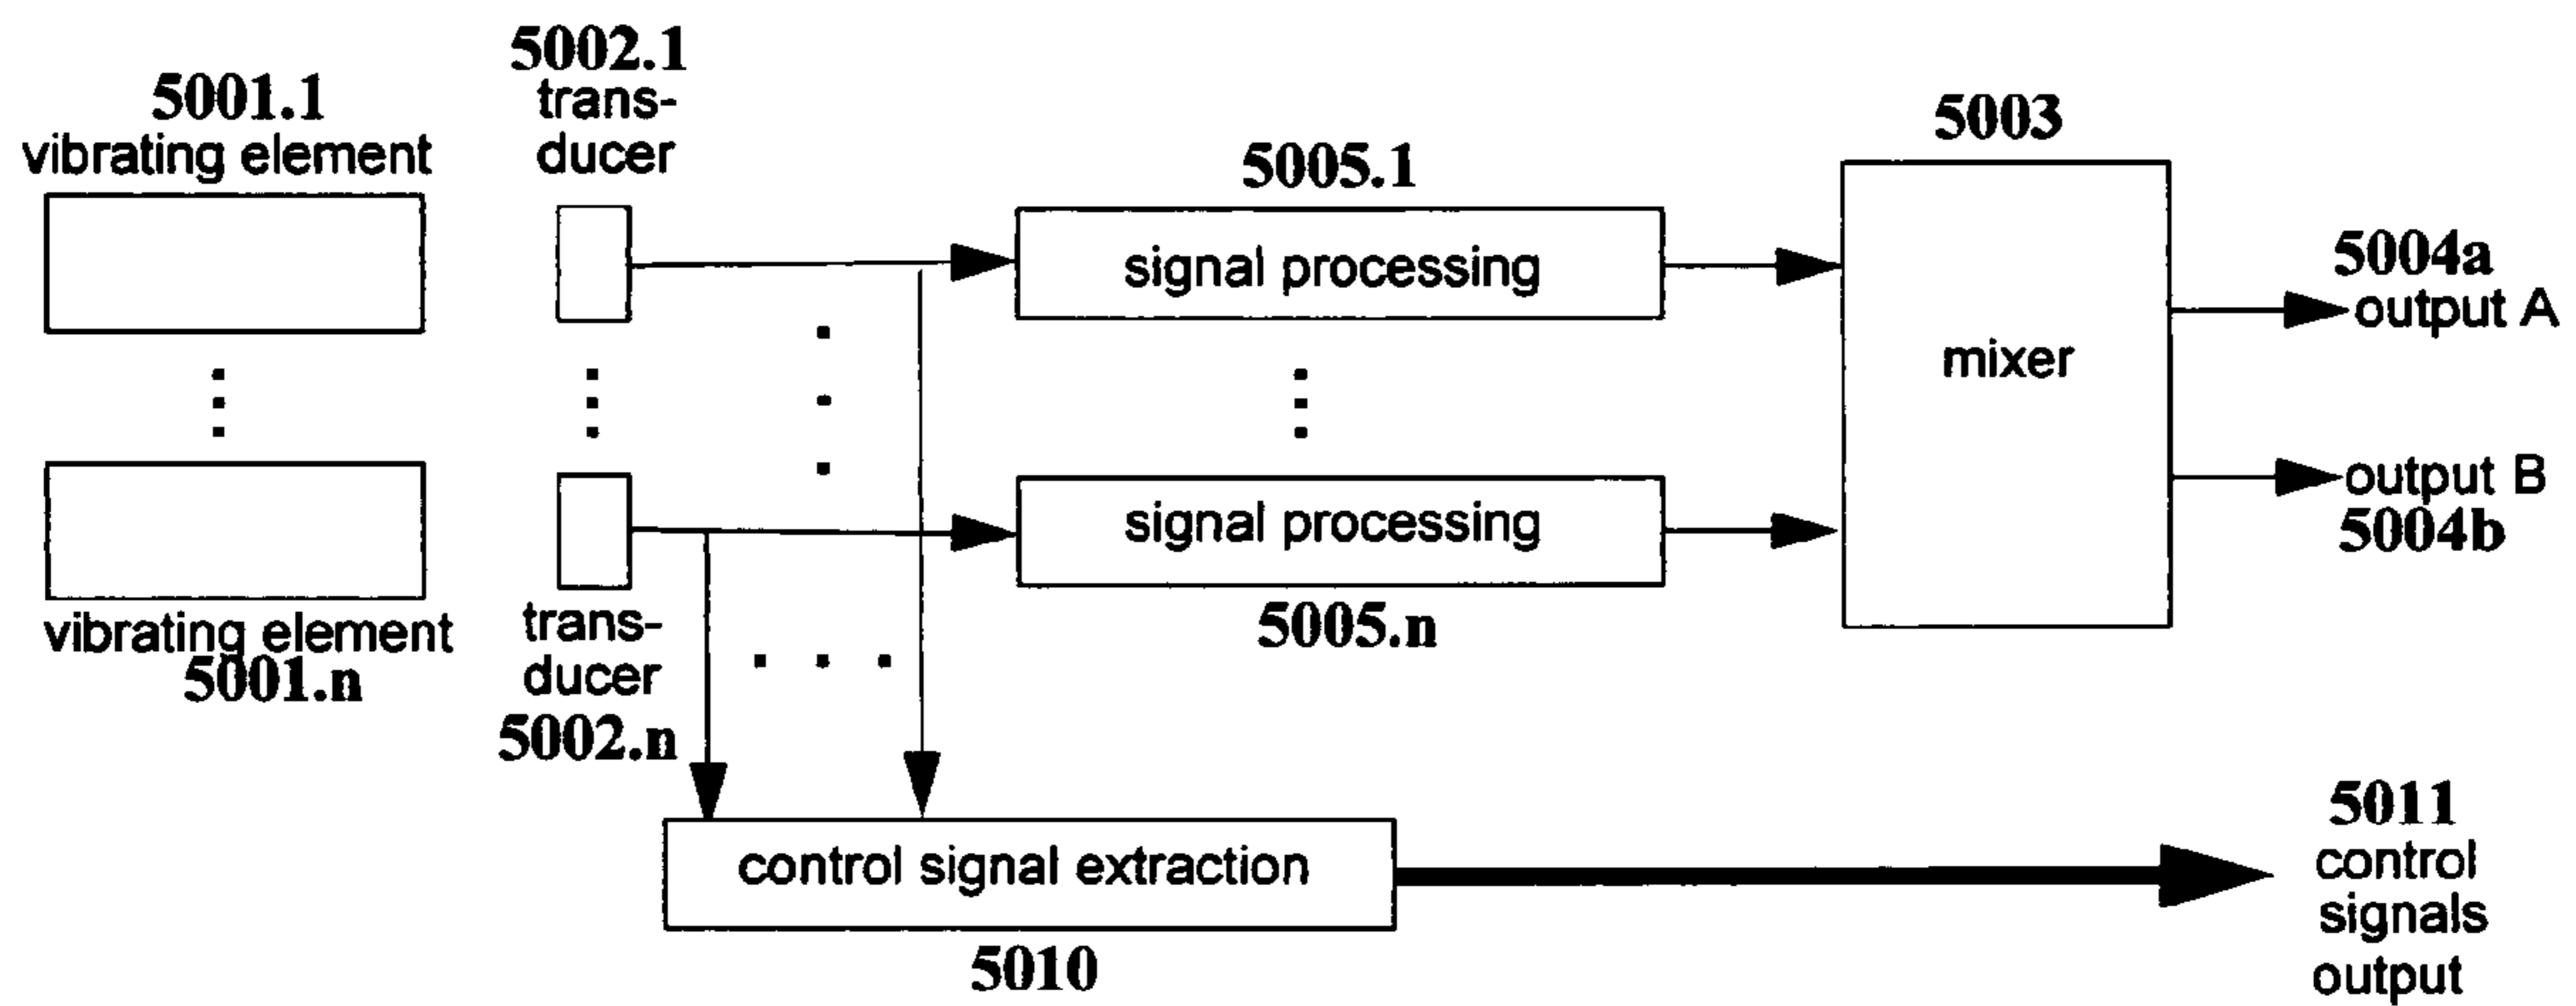 5001.1
vibrating element
5002.1
trans-
ducer
5005.1
signal processing
5003
mixer
5004a
output A
output B
5004b
signal processing
5005.n
vibrating element
5001.n
trans-
ducer
5002.n
control signal extraction
5010
5011
control
signals
output